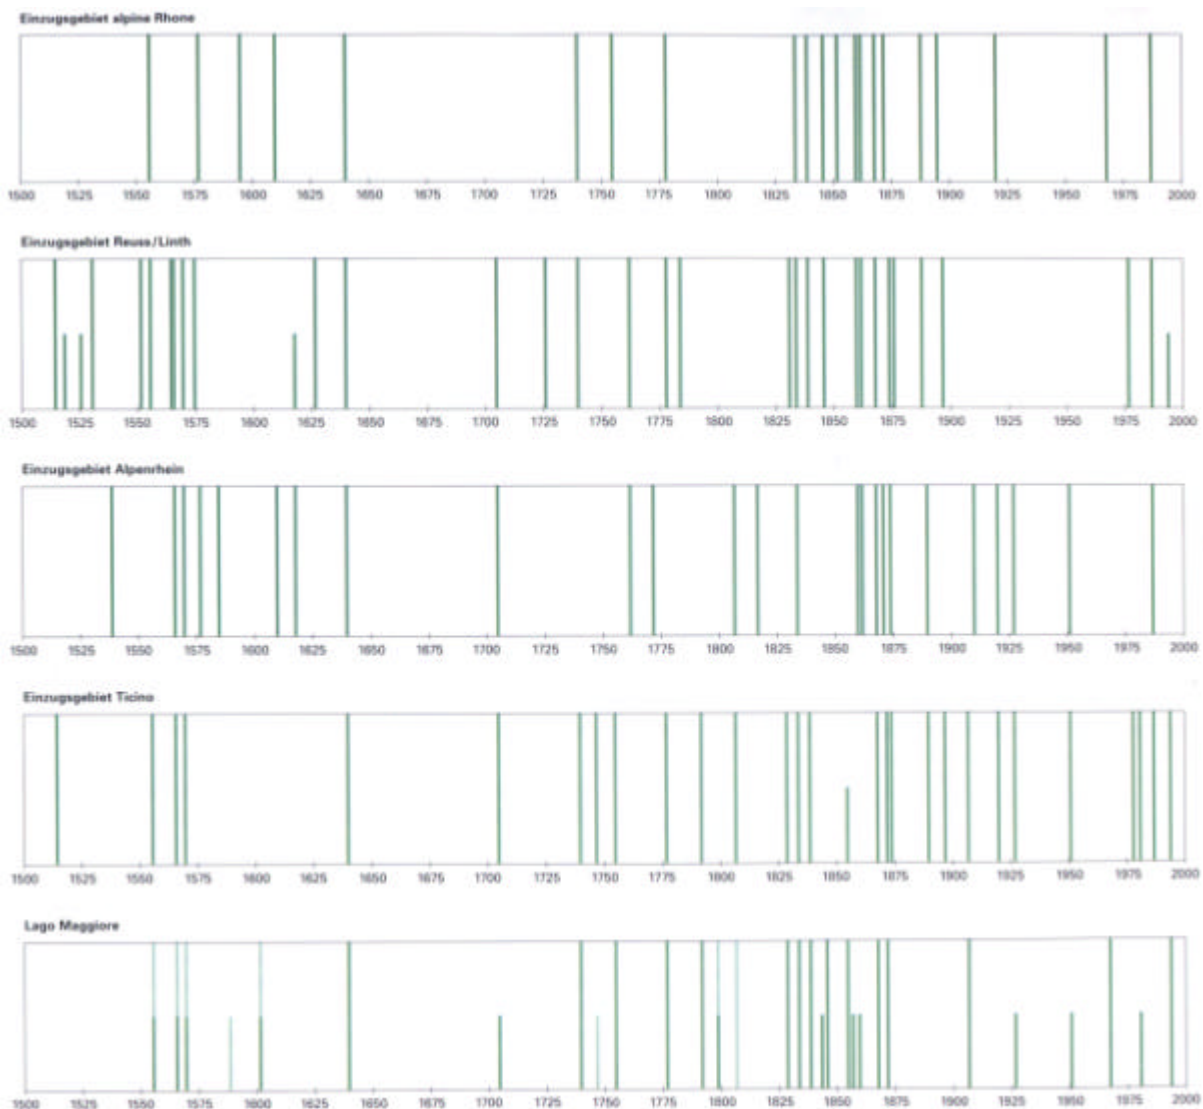 Einzugsgebiet alpine Rhone
1500 1525 1550 1575 1600 1625 1650 1675 1700 1725 1750 1775 1800 1825 1850 1875 1900 1925 1950 1975 2000
Einzugsgebiet Reuss/Linth
1500 1525 1550 1575 1600 1625 1650 1675 1700 1725 1750 1775 1800 1825 1850 1875 1900 1925 1950 1975 2000
Einzugsgebiet Alpenrhein
1500 1525 1550 1575 1600 1625 1650 1675 1700 1725 1750 1775 1800 1825 1850 1875 1900 1925 1950 1975 2000
Einzugsgebiet Ticino
1500 1525 1550 1575 1600 1625 1650 1675 1700 1725 1750 1775 1800 1825 1850 1875 1900 1925 1950 1975 2000
Lago Maggiore
1500 1525 1550 1575 1600 1625 1650 1675 1700 1725 1750 1775 1800 1825 1850 1875 1900 1925 1950 1975 2000